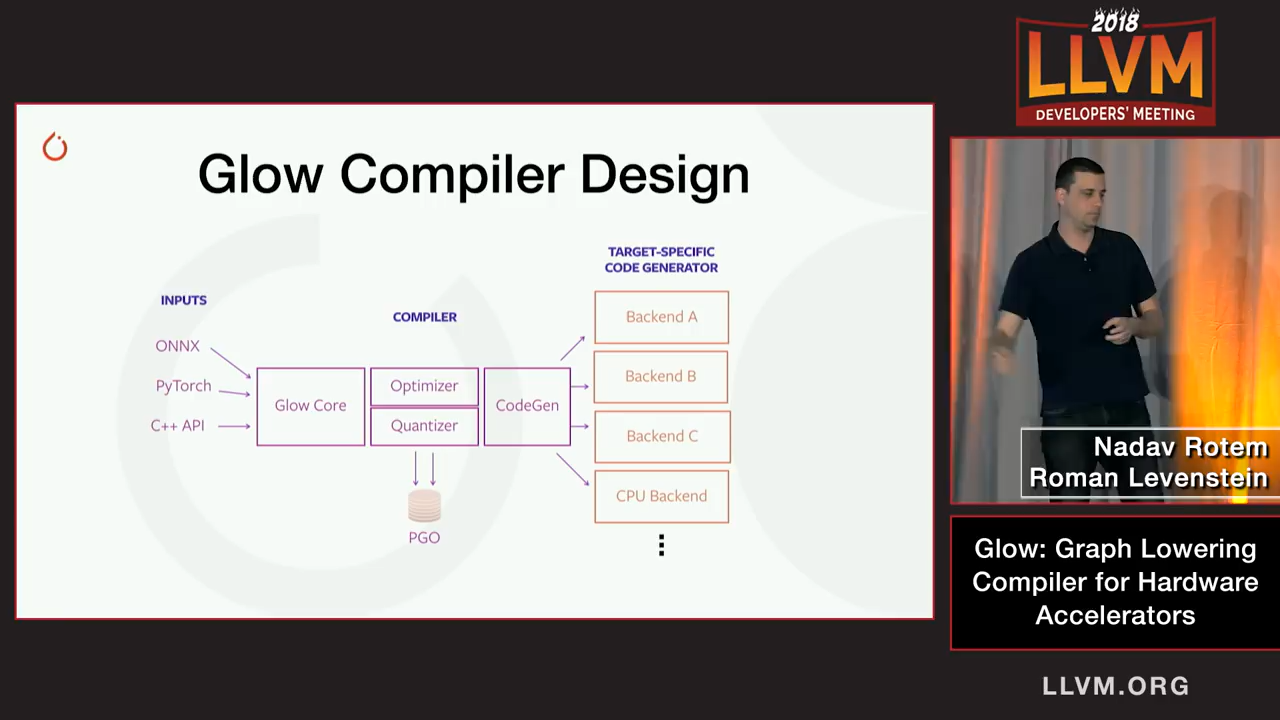 Glow Compiler Design
INPUTS
ONNX
PyTorch
C++ API
COMPILER
Glow Core
Optimizer
Quantizer
CodeGen
PGO
TARGET-SPECIFIC
CODE GENERATOR
Backend A
Backend B
Backend C
CPU Backend
2018
LLVM
DEVELOPERS' MEETING
Nadav Rotem
Roman Levenstein
Glow: Graph Lowering
Compiler for Hardware
Accelerators
LLVM.ORG